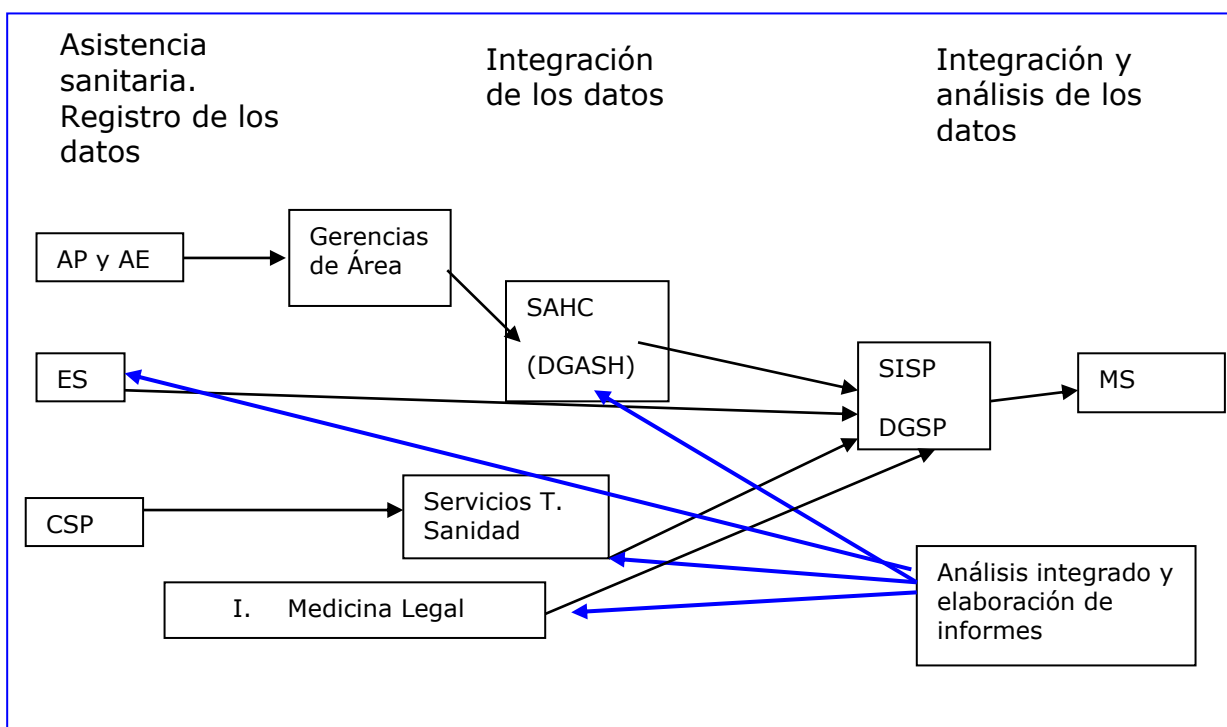 Asistencia
sanitaria.
Registro de los
datos
Integración
de los datos
Integración y
análisis de los
datos
AP y AE
Gerencias
de Área
SAHC
(DGASH)
ES
SISP
DGSP
MS
CSP
Servicios T.
Sanidad
I. Medicina Legal
Análisis integrado y
elaboración de
informes